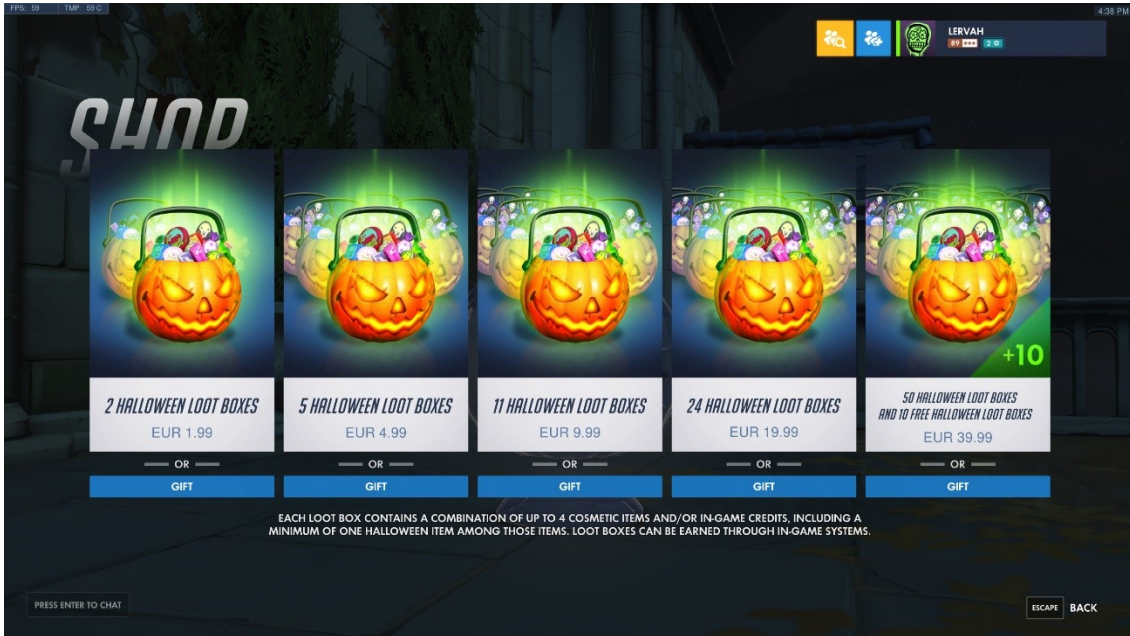 FPS: 59 TMP: 59 C
4:38 PM
LERVAH
89 2
SHOP
+10
2 HALLOWEEN LOOT BOXES
EUR 1.99
OR
GIFT
5 HALLOWEEN LOOT BOXES
EUR 4.99
OR
GIFT
11 HALLOWEEN LOOT BOXES
EUR 9.99
OR
GIFT
24 HALLOWEEN LOOT BOXES
EUR 19.99
OR
GIFT
50 HALLOWEEN LOOT BOXES
AND 10 FREE HALLOWEEN LOOT BOXES
EUR 39.99
OR
GIFT
EACH LOOT BOX CONTAINS A COMBINATION OF UP TO 4 COSMETIC ITEMS AND/OR IN-GAME CREDITS, INCLUDING A
MINIMUM OF ONE HALLOWEEN ITEM AMONG THOSE ITEMS. LOOT BOXES CAN BE EARNED THROUGH IN-GAME SYSTEMS.
PRESS ENTER TO CHAT
ESCAPE BACK